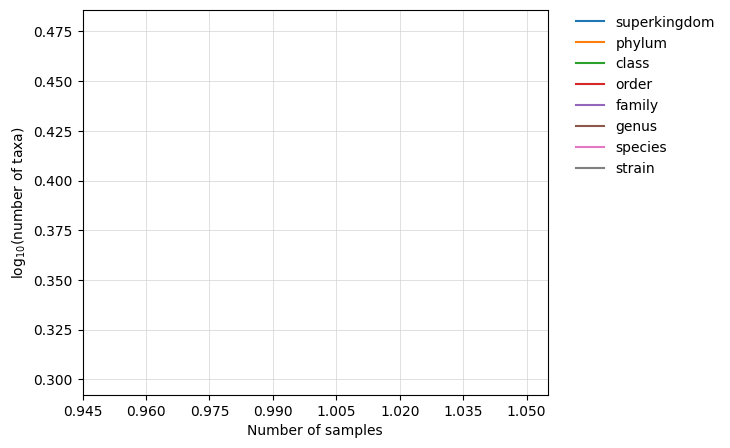 0.475
0.450
0.425
0.400
0.375
0.350
0.325
0.300
0.945 0.960 0.975 0.990 1.005 1.020 1.035 1.050
Number of samples
log₁₀(number of taxa)
superkingdom
phylum
class
order
family
genus
species
strain